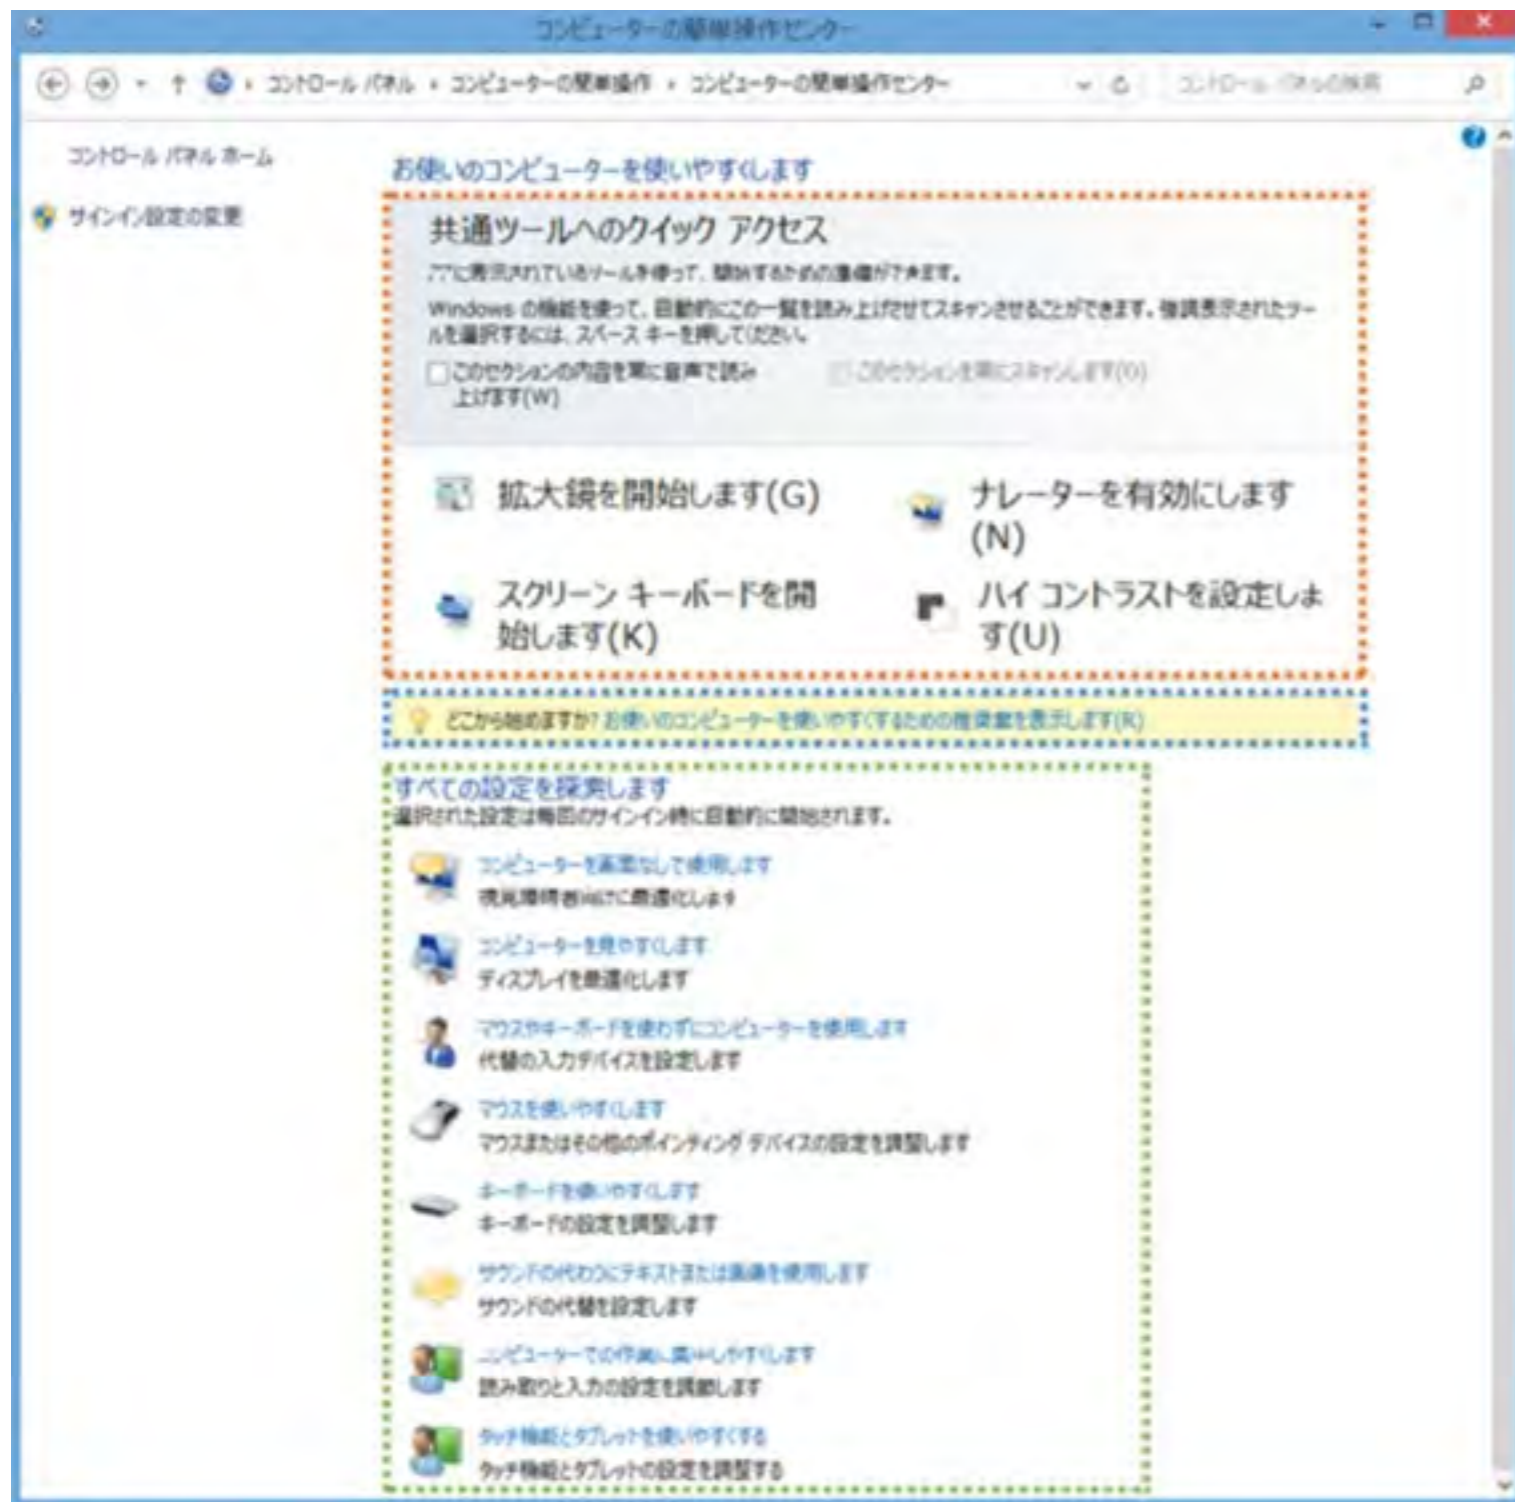 コンピューターの簡単操作センター
コントロール パネル ▸ コンピューターの簡単操作 ▸ コンピューターの簡単操作センター
コントロール パネルの検索
コントロール パネル ホーム
サインイン設定の変更
お使いのコンピューターを使いやすくします
共通ツールへのクイック アクセス
ここに表示されているツールを使って、開始するための準備ができます。
Windows の機能を使って、自動的にこの一覧を読み上げさせてスキャンさせることができます。強調表示されたツー
ルを選択するには、スペース キーを押してください。
このセクションの内容を常に音声で読み
上げます(W)
このセクションを常にスキャンします(O)
拡大鏡を開始します(G)
ナレーターを有効にします
(N)
スクリーン キーボードを開
始します(K)
ハイ コントラストを設定しま
す(U)
どこから始めますか? お使いのコンピューターを使いやすくするための推奨案を表示します(R)
すべての設定を探索します
選択された設定は毎回のサインイン時に自動的に開始されます。
コンピューターを画面なしで使用します
視覚障碍者向けに最適化します
コンピューターを見やすくします
ディスプレイを最適化します
マウスやキーボードを使わずにコンピューターを使用します
代替の入力デバイスを設定します
マウスを使いやすくします
マウスまたはその他のポインティング デバイスの設定を調整します
キーボードを使いやすくします
キーボードの設定を調整します
サウンドの代わりにテキストまたは画像を使用します
サウンドの代替を設定します
コンピューターでの作業に集中しやすくします
読み取りと入力の設定を調節します
タッチ機能とタブレットを使いやすくする
タッチ機能とタブレットの設定を調整する